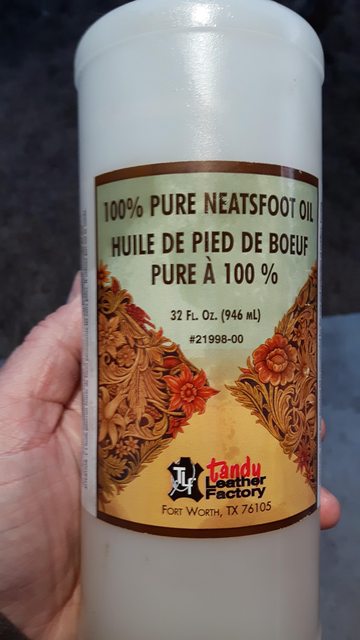 100% PURE NEATSFOOT OIL
HUILE DE PIED DE BOEUF
PURE À 100 %
32 FL. OZ. (946 mL)
#21998-00
TLF
tandy
Leather
Factory
FORT WORTH, TX 76105